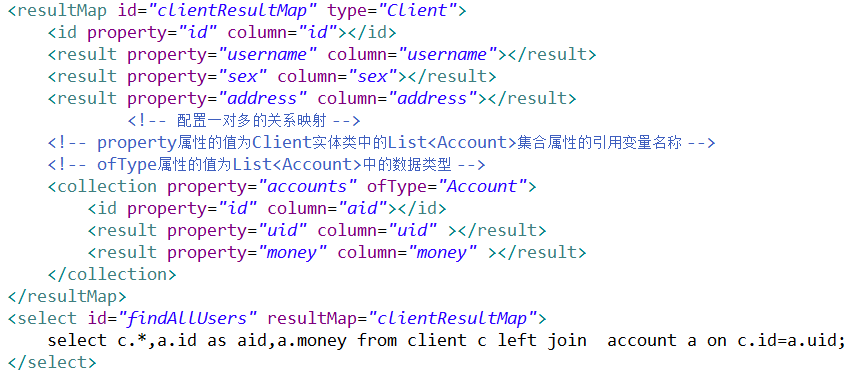 <resultMap id="clientResultMap" type="Client">
    <id property="id" column="id"></id>
    <result property="username" column="username"></result>
    <result property="sex" column="sex"></result>
    <result property="address" column="address"></result>
            <!-- 配置一对多的关系映射 -->
    <!-- property属性的值为Client实体类中的List<Account>集合属性的引用变量名称 -->
    <!-- ofType属性的值为List<Account>中的数据类型 -->
    <collection property="accounts" ofType="Account">
        <id property="id" column="aid"></id>
        <result property="uid" column="uid" ></result>
        <result property="money" column="money" ></result>
    </collection>
</resultMap>
<select id="findAllUsers" resultMap="clientResultMap">
    select c.*,a.id as aid,a.money from client c left join  account a on c.id=a.uid;
</select>